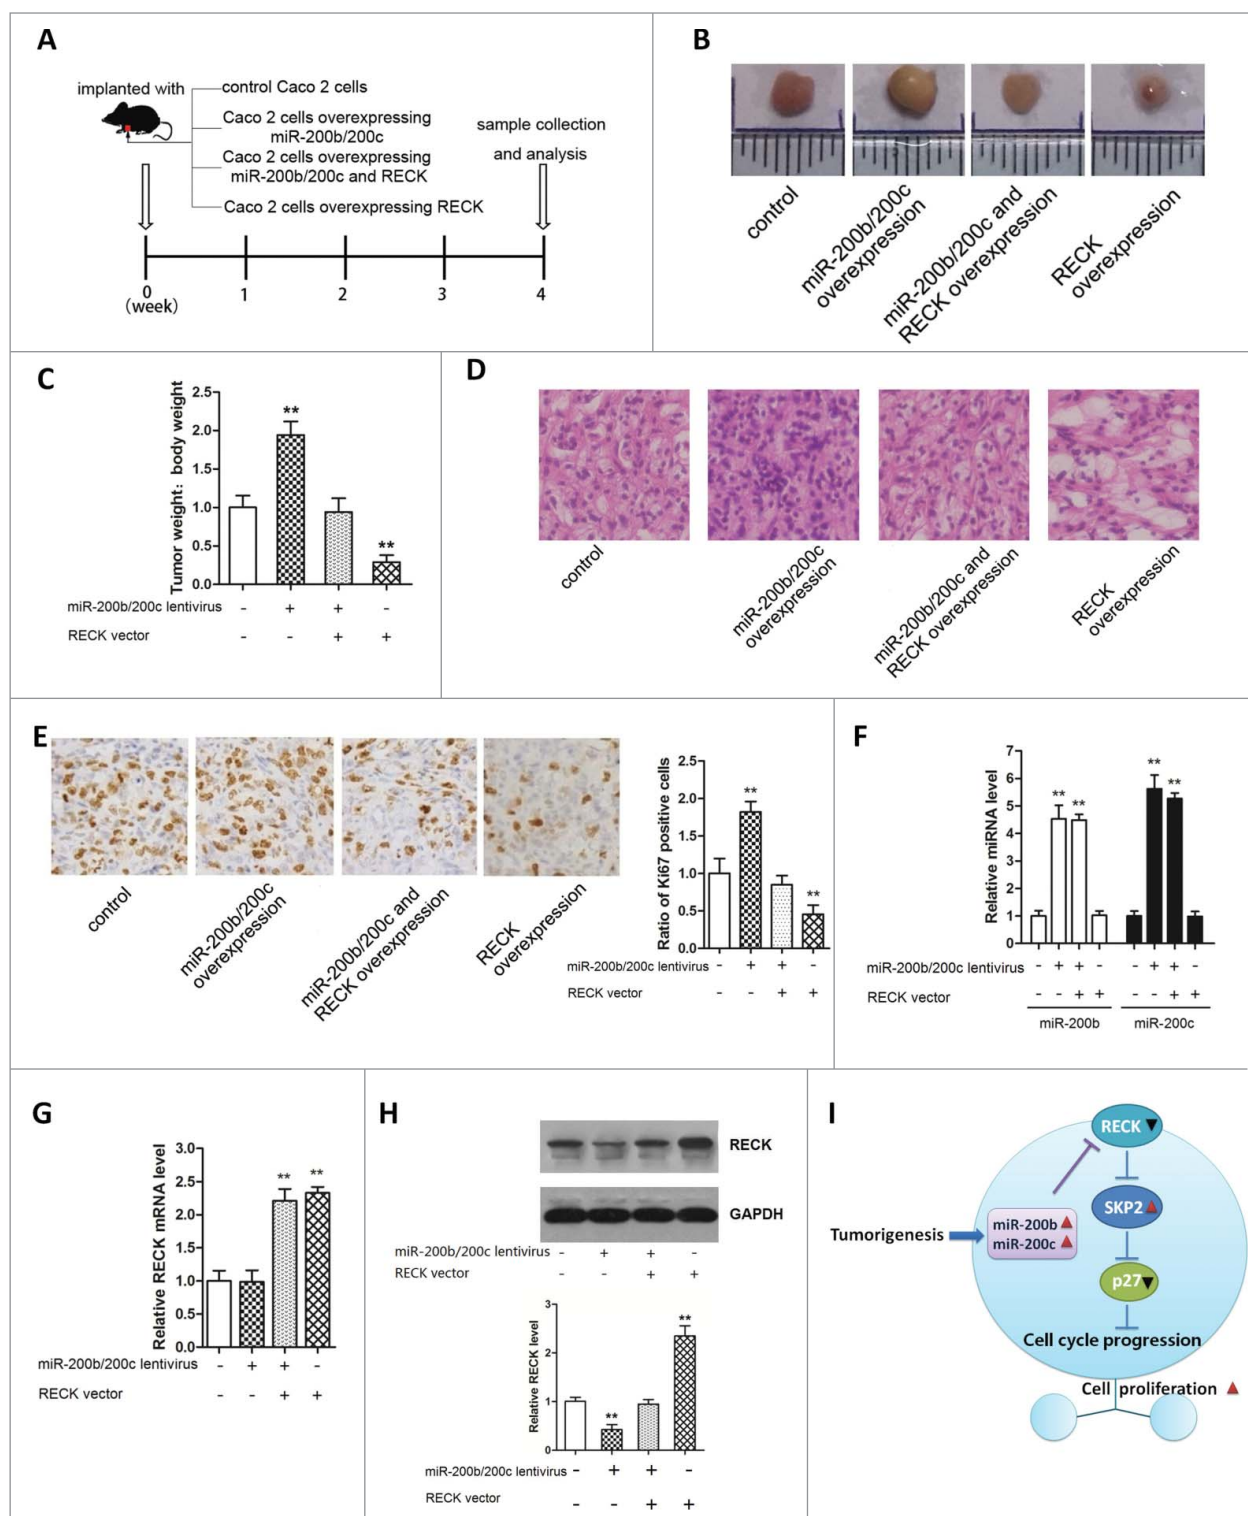 A
implanted with
control Caco 2 cells
Caco 2 cells overexpressing
miR-200b/200c
Caco 2 cells overexpressing
miR-200b/200c and RECK
Caco 2 cells overexpressing RECK
sample collection
and analysis
0 1 2 3 4
(week)
B
control
miR-200b/200c
overexpression
miR-200b/200c and
RECK overexpression
RECK
overexpression
C
Tumor weight: body weight
2.5
2.0
1.5
1.0
0.5
0.0
** **
miR-200b/200c lentivirus - + + -
RECK vector - - + +
D
control
miR-200b/200c
overexpression
miR-200b/200c and
RECK overexpression
RECK
overexpression
E
control
miR-200b/200c
overexpression
miR-200b/200c and
RECK overexpression
RECK
overexpression
Ratio of Ki67 positive cells
2.5
2.0
1.5
1.0
0.5
0.0
** **
miR-200b/200c lentivirus - + + -
RECK vector - - + +
F
Relative miRNA level
7
6
5
4
3
2
1
0
** ** ** **
miR-200b/200c lentivirus - + + - - + + -
RECK vector - - + + - - + +
miR-200b miR-200c
G
Relative RECK mRNA level
3.0
2.5
2.0
1.5
1.0
0.5
0.0
** **
miR-200b/200c lentivirus - + + -
RECK vector - - + +
H
RECK
GAPDH
miR-200b/200c lentivirus - + + -
RECK vector - - + +
Relative RECK level
3
2
1
0
** **
miR-200b/200c lentivirus - + + -
RECK vector - - + +
I
RECK
SKP2
Tumorigenesis
miR-200b
miR-200c
p27
Cell cycle progression
Cell proliferation